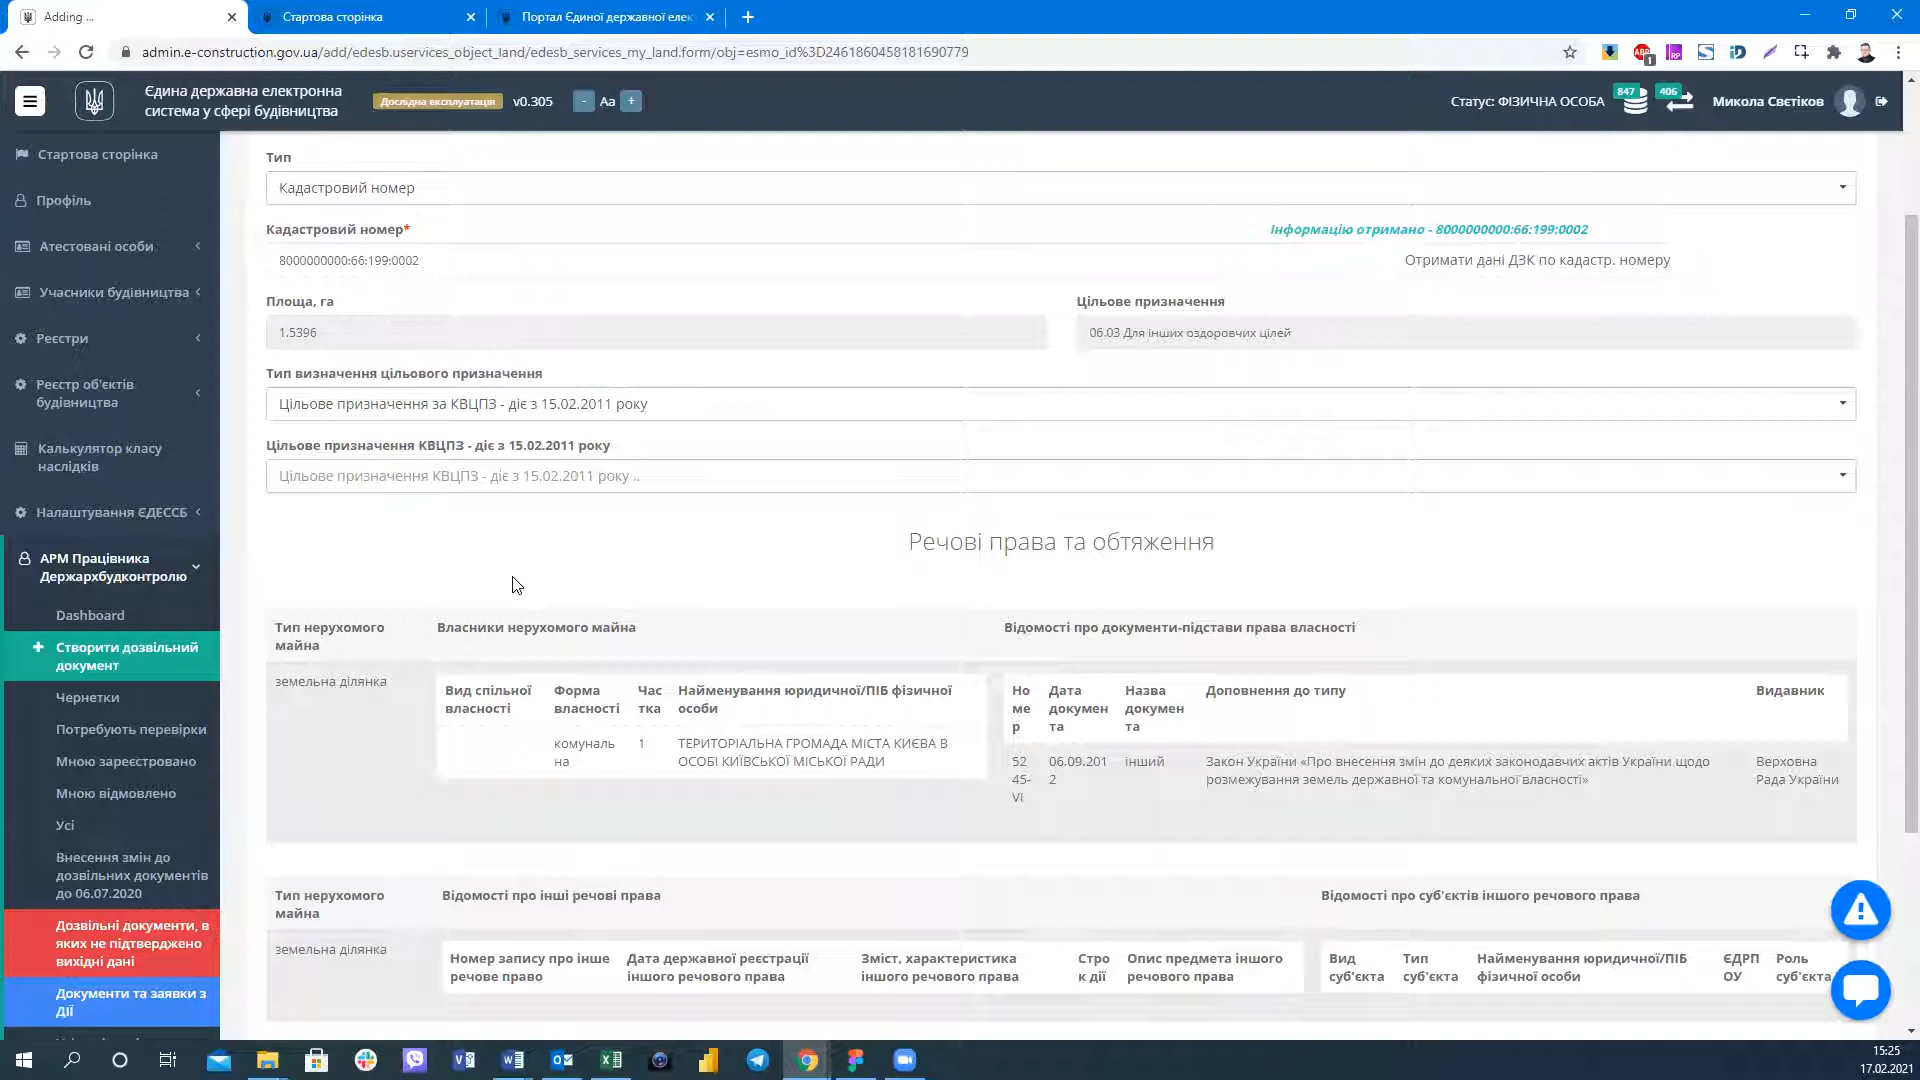 Adding ...
Стартова сторінка
Портал Єдиної державної елек
admin.e-construction.gov.ua/add/edesb.uservices_object_land/edesb_services_my_land.form/obj=esmo_id%3D2461860458181690779
Єдина державна електронна
система у сфері будівництва
Дослідна експлуатація
v0.305
- Aa +
Статус: ФІЗИЧНА ОСОБА
847
406
Микола Свєтіков
Стартова сторінка
Профіль
Атестовані особи
Учасники будівництва
Реєстри
Реєстр об'єктів
будівництва
Калькулятор класу
наслідків
Налаштування ЄДЕССБ
АРМ Працівника
Держархбудконтролю
Dashboard
Створити дозвільний
документ
Чернетки
Потребують перевірки
Мною зареєстровано
Мною відмовлено
Усі
Внесення змін до
дозвільних документів
до 06.07.2020
Дозвільні документи, в
яких не підтверджено
вихідні дані
Документи та заявки з
ДІЇ
Тип
Кадастровий номер
Кадастровий номер*
Інформацію отримано - 8000000000:66:199:0002
8000000000:66:199:0002
Отримати дані ДЗК по кадастр. номеру
Площа, га
Цільове призначення
1.5396
06.03 Для інших оздоровчих цілей
Тип визначення цільового призначення
Цільове призначення за КВЦПЗ - діє з 15.02.2011 року
Цільове призначення КВЦПЗ - діє з 15.02.2011 року
Цільове призначення КВЦПЗ - діє з 15.02.2011 року ..
Речові права та обтяження
Тип нерухомого
майна
Власники нерухомого майна
Відомості про документи-підстави права власності
земельна ділянка
Вид спільної
власності
Форма
власності
Час
тка
Найменування юридичної/ПІБ фізичної
особи
комуналь
на
1
ТЕРИТОРІАЛЬНА ГРОМАДА МІСТА КИЄВА В
ОСОБІ КИЇВСЬКОЇ МІСЬКОЇ РАДИ
Но
ме
р
Дата
докумен
та
Назва
докумен
та
Доповнення до типу
Видавник
52
45-
VI
06.09.201
2
інший
Закон України «Про внесення змін до деяких законодавчих актів України щодо
розмежування земель державної та комунальної власності»
Верховна
Рада України
Тип нерухомого
майна
Відомості про інші речові права
Відомості про суб'єктів іншого речового права
земельна ділянка
Номер запису про інше
речове право
Дата державної реєстрації
іншого речового права
Зміст, характеристика
іншого речового права
Стро
к дії
Опис предмета іншого
речового права
Вид
суб'єкта
Тип
суб'єкта
Найменування юридичної/ПІБ
фізичної особи
ЄДРП
ОУ
Роль
суб'єкта
15:25
17.02.2021